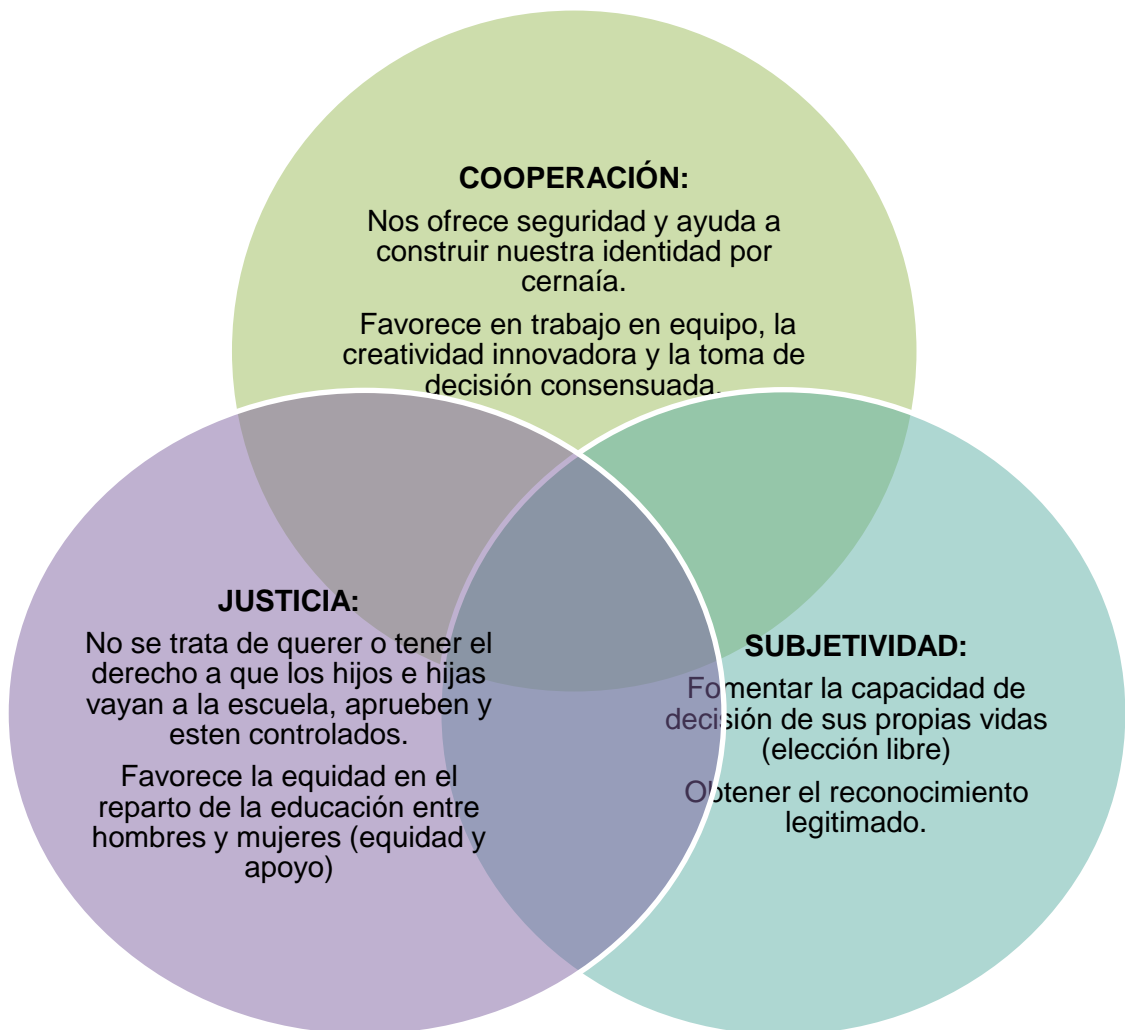 COOPERACIÓN:
Nos ofrece seguridad y ayuda a
construir nuestra identidad por
cernaía.
Favorece en trabajo en equipo, la
creatividad innovadora y la toma de
decisión consensuada.
JUSTICIA:
No se trata de querer o tener el
derecho a que los hijos e hijas
vayan a la escuela, aprueben y
esten controlados.
Favorece la equidad en el
reparto de la educación entre
hombres y mujeres (equidad y
apoyo)
SUBJETIVIDAD:
Fomentar la capacidad de
decisión de sus propias vidas
(elección libre)
Obtener el reconocimiento
legitimado.